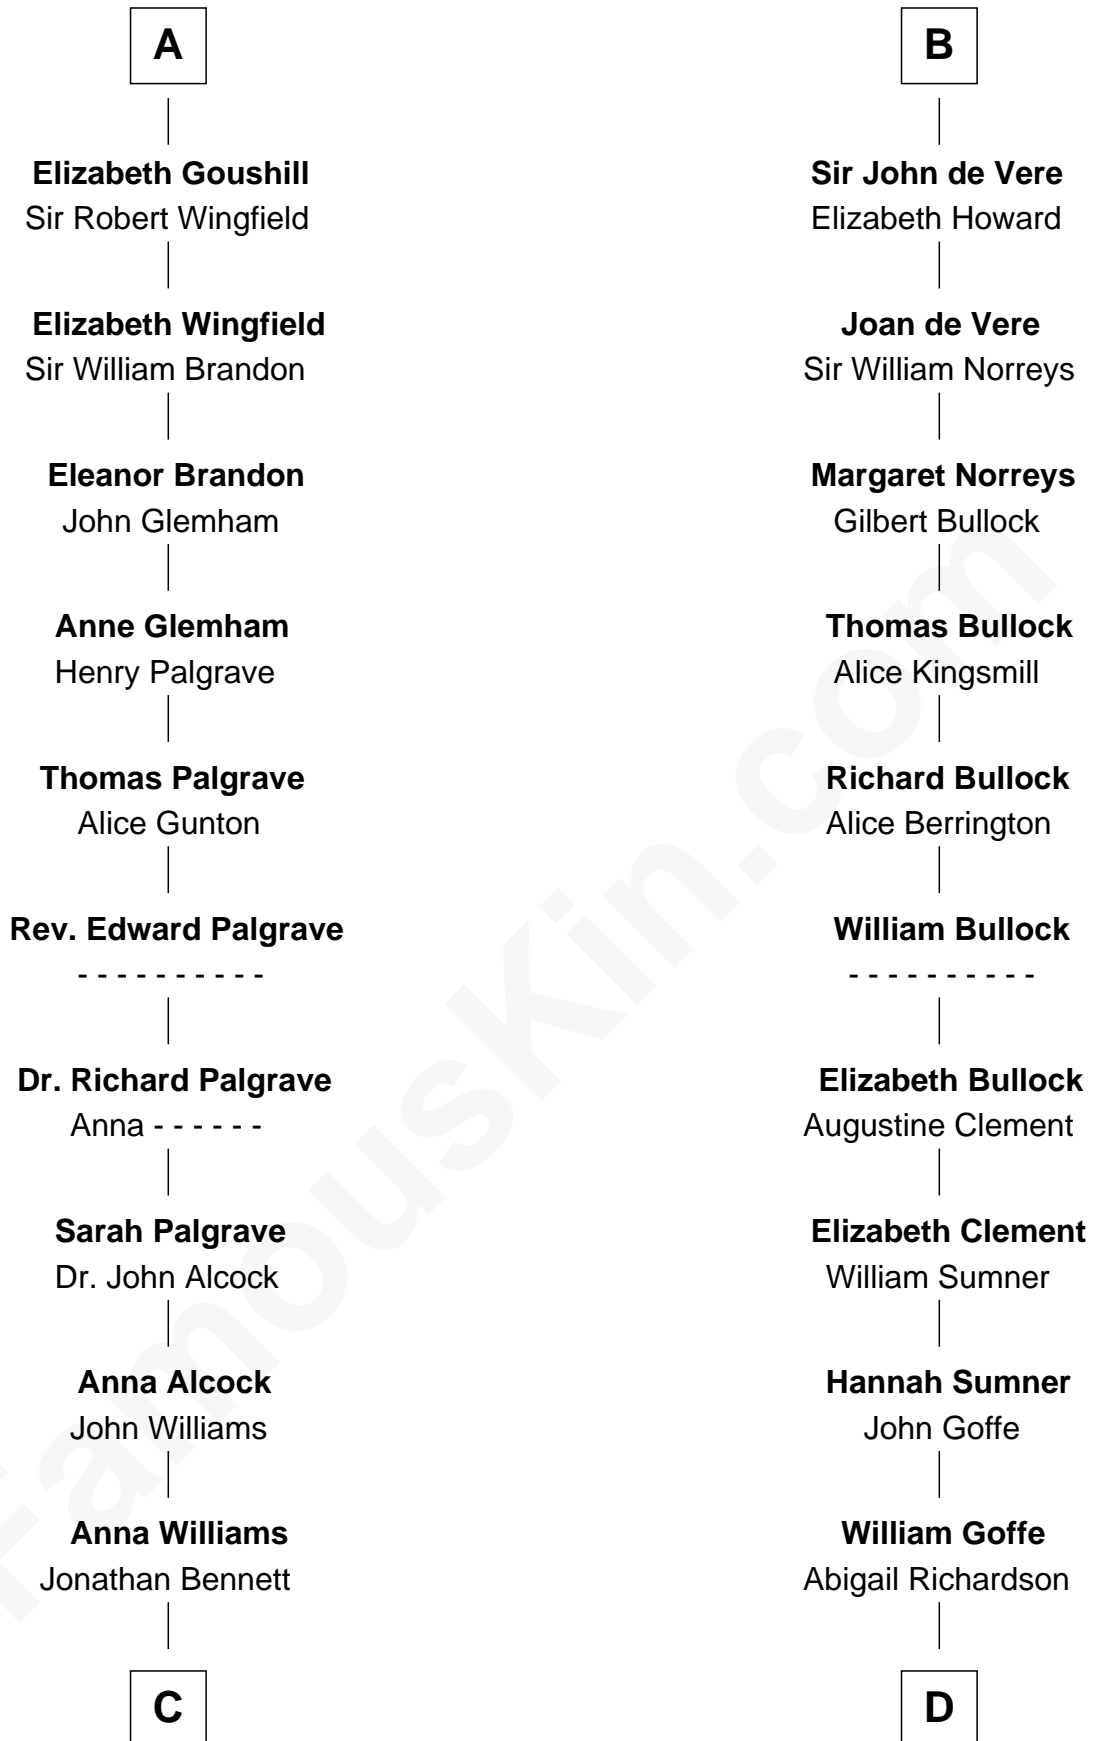 A
Elizabeth Goushill
Sir Robert Wingfield
Elizabeth Wingfield
Sir William Brandon
Eleanor Brandon
John Glemham
Anne Glemham
Henry Palgrave
Thomas Palgrave
Alice Gunton
Rev. Edward Palgrave
- - - - - - - - - -
Dr. Richard Palgrave
Anna - - - - - -
Sarah Palgrave
Dr. John Alcock
Anna Alcock
John Williams
Anna Williams
Jonathan Bennett
C
B
Sir John de Vere
Elizabeth Howard
Joan de Vere
Sir William Norreys
Margaret Norreys
Gilbert Bullock
Thomas Bullock
Alice Kingsmill
Richard Bullock
Alice Berrington
William Bullock
- - - - - - - - - -
Elizabeth Bullock
Augustine Clement
Elizabeth Clement
William Sumner
Hannah Sumner
John Goffe
William Goffe
Abigail Richardson
D
FamousKin.com